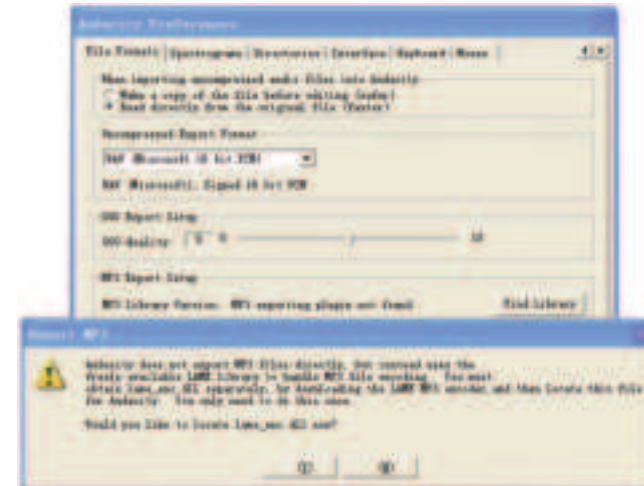 Audacity Preferences
File Formats Spectrograms Directories Interface Keyboard Mouse
When importing uncompressed audio files into Audacity
Make a copy of the file before editing (safer)
Read directly from the original file (faster)
Uncompressed Export Format
WAV (Microsoft 16 bit PCM)
WAV (Microsoft), Signed 16 bit PCM
OGG Export Setup
OGG Quality: 5 0 10
MP3 Export Setup
MP3 Library Version: MP3 exporting plugin not found Find Library
Export MP3
Audacity does not export MP3 files directly, but instead uses the
freely available LAME library to handle MP3 file encoding. You must
obtain lame_enc.dll separately, by downloading the LAME MP3 encoder, and then locate this file
for Audacity. You only need to do this once.
Would you like to locate lame_enc.dll now?